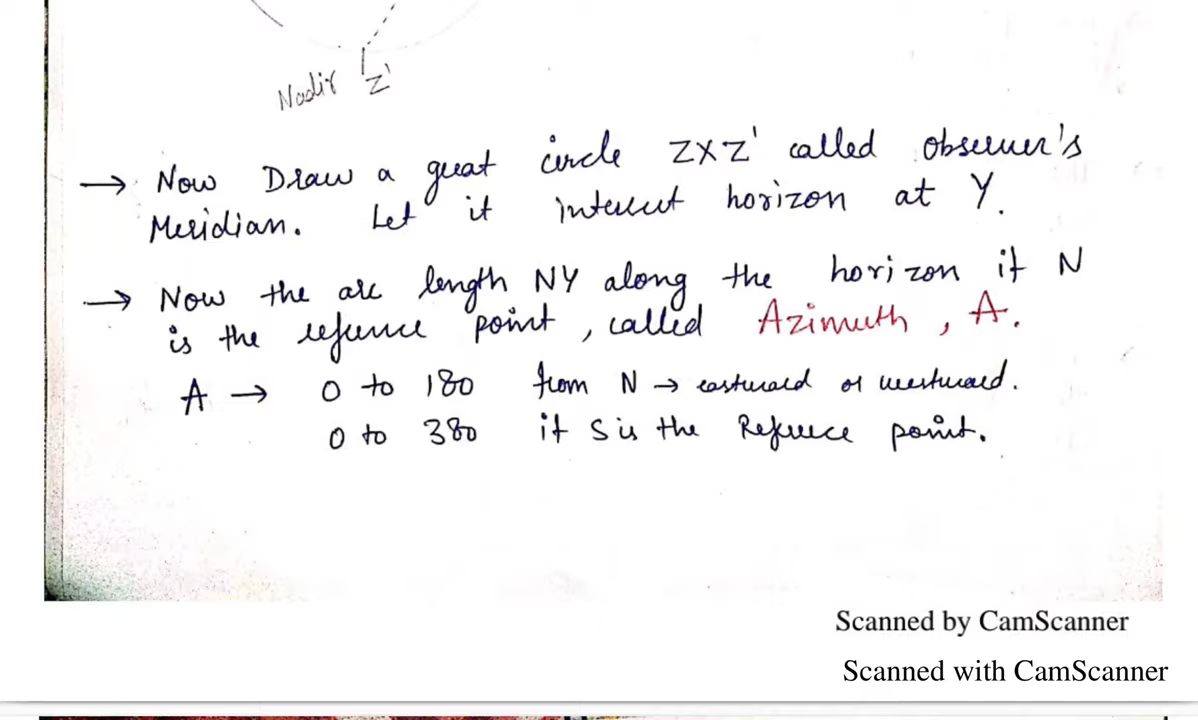 Nadir Z'
→ Now Draw a great circle ZXZ' called observer's
Meridian. Let it intersect horizon at Y.
→ Now the arc length NY along the horizon if N
is the refernce point, called Azimuth, A.
A → 0 to 180 from N → eastward or westward.
0 to 380 if S is the Refernce point.
Scanned by CamScanner
Scanned with CamScanner